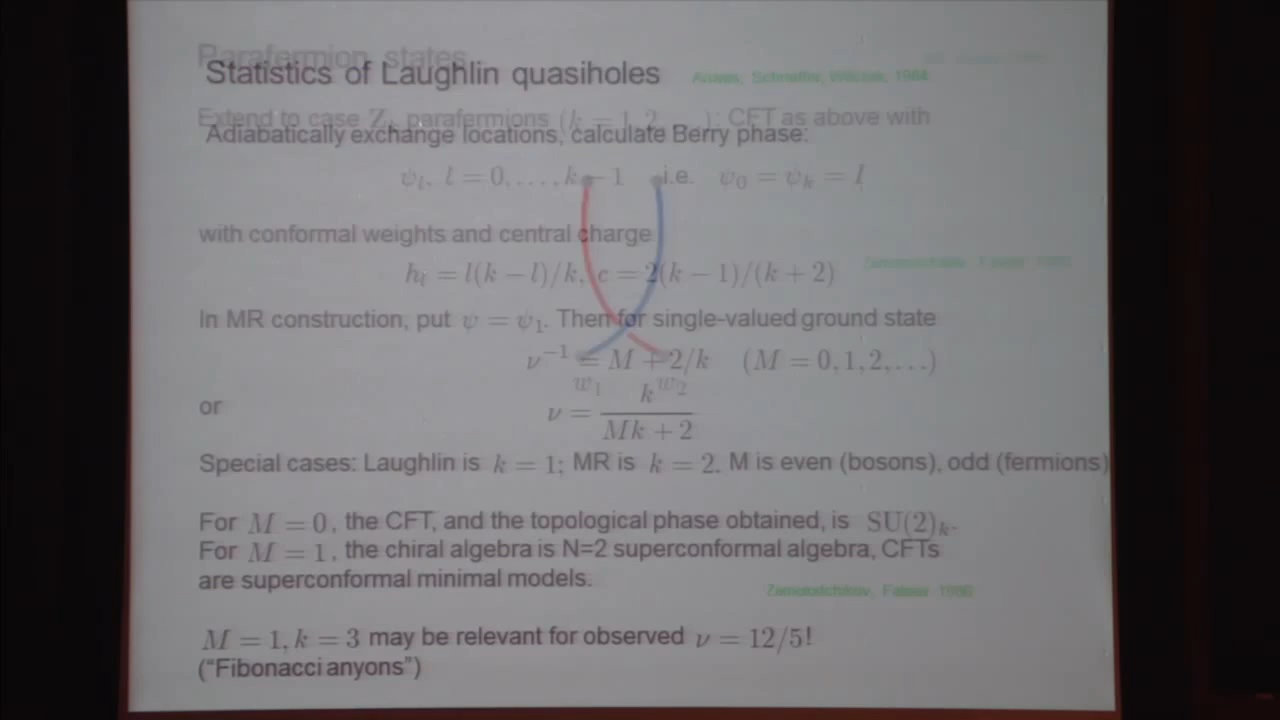 Parafermion states
Statistics of Laughlin quasiholes
Arovas, Schrieffer, Wilczek, 1984
Extend to case Z_k parafermions (k = 1, 2, ...): CFT as above with
Adiabatically exchange locations, calculate Berry phase:
ψ_l, l = 0, . . . , k − 1 i.e. ψ_0 = ψ_k = I
with conformal weights and central charge
h_l = l(k − l)/k, c = 2(k − 1)/(k + 2)
In MR construction, put ψ = ψ_1. Then for single-valued ground state
ν^{-1} = M + 2/k (M = 0, 1, 2, . . .)
w_1 w_2
or
ν = k/(Mk + 2)
Special cases: Laughlin is k = 1; MR is k = 2. M is even (bosons), odd (fermions)
For M = 0, the CFT, and the topological phase obtained, is SU(2)_k.
For M = 1, the chiral algebra is N=2 superconformal algebra, CFTs
are superconformal minimal models.
M = 1, k = 3 may be relevant for observed ν = 12/5!
("Fibonacci anyons")